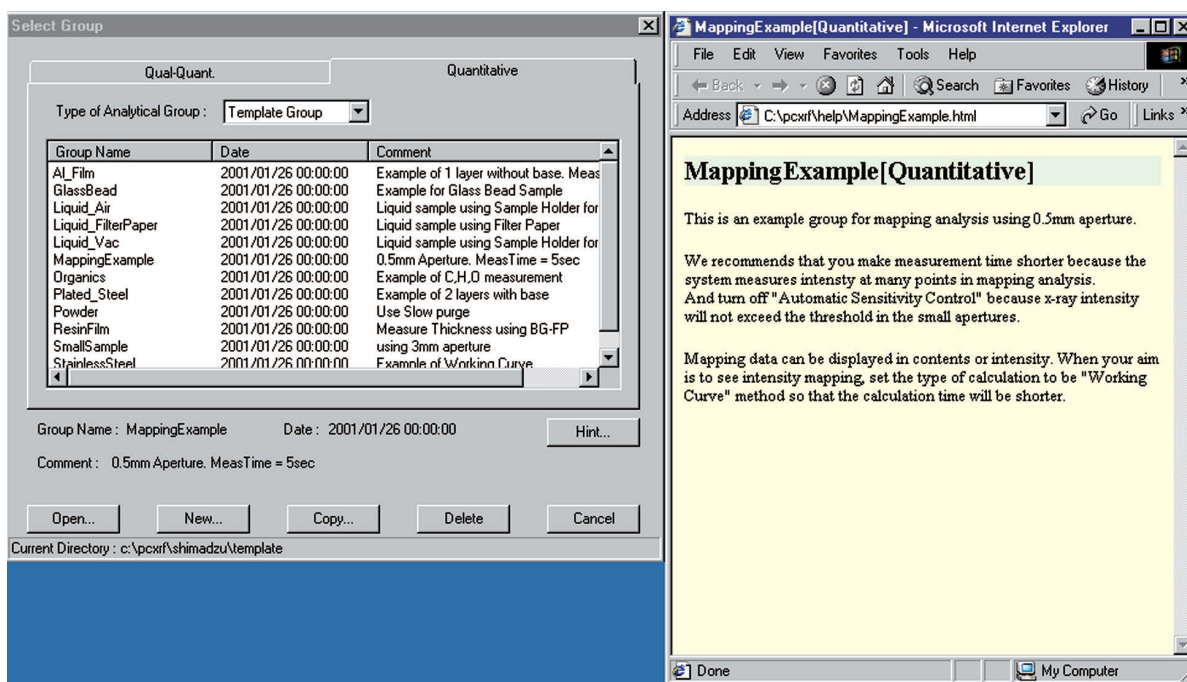 Select Group
Qual-Quant.
Quantitative
Type of Analytical Group :
Template Group
Group Name Date Comment
Al_Film 2001/01/26 00:00:00 Example of 1 layer without base. Meas
GlassBead 2001/01/26 00:00:00 Example for Glass Bead Sample
Liquid_Air 2001/01/26 00:00:00 Liquid sample using Sample Holder for
Liquid_FilterPaper 2001/01/26 00:00:00 Liquid sample using Filter Paper
Liquid_Vac 2001/01/26 00:00:00 Liquid sample using Sample Holder for
MappingExample 2001/01/26 00:00:00 0.5mm Aperture. MeasTime = 5sec
Organics 2001/01/26 00:00:00 Example of C,H,O measurement
Plated_Steel 2001/01/26 00:00:00 Example of 2 layers with base
Powder 2001/01/26 00:00:00 Use Slow purge
ResinFilm 2001/01/26 00:00:00 Measure Thickness using BG-FP
SmallSample 2001/01/26 00:00:00 using 3mm aperture
StainlessSteel 2001/01/26 00:00:00 Example of Working Curve
Group Name : MappingExample Date : 2001/01/26 00:00:00
Hint...
Comment : 0.5mm Aperture. MeasTime = 5sec
Open... New... Copy... Delete Cancel
Current Directory : c:\pcxrf\shimadzu\template
MappingExample[Quantitative] - Microsoft Internet Explorer
File Edit View Favorites Tools Help
Back Search Favorites History »
Address C:\pcxrf\help\MappingExample.html Go Links »
MappingExample[Quantitative]
This is an example group for mapping analysis using 0.5mm aperture.
We recommends that you make measurement time shorter because the
system measures intensty at many points in mapping analysis.
And turn off "Automatic Sensitivity Control" because x-ray intensity
will not exceed the threshold in the small apertures.
Mapping data can be displayed in contents or intensity. When your aim
is to see intensity mapping, set the type of calculation to be "Working
Curve" method so that the calculation time will be shorter.
Done
My Computer